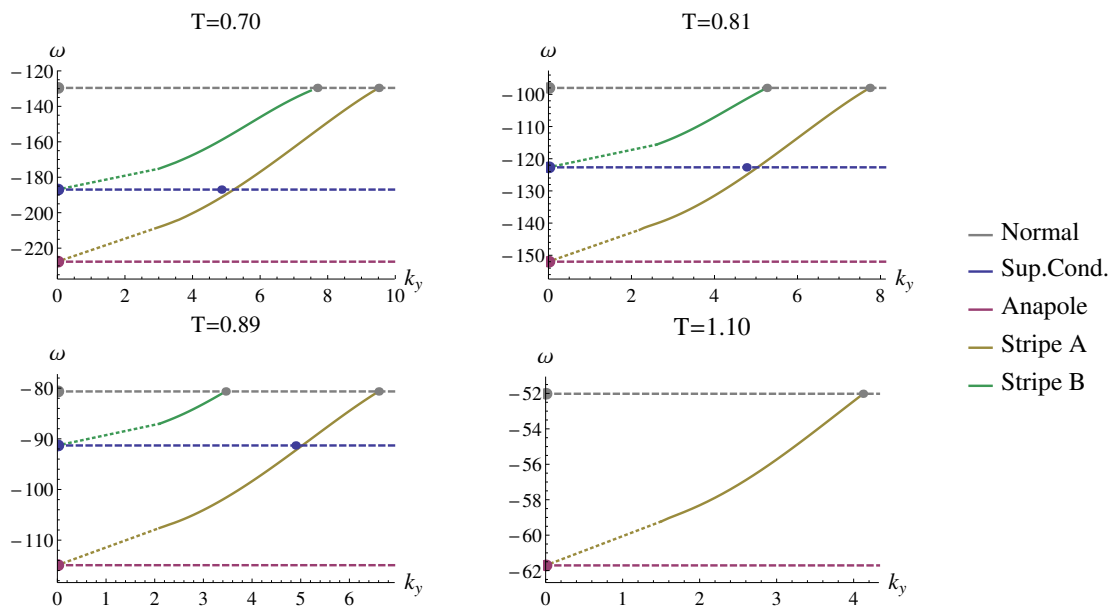 T=0.70
ω
−120
−140
−160
−180
−200
−220
0
2
4
6
8
10
k_y
T=0.81
ω
−100
−110
−120
−130
−140
−150
0
2
4
6
8
k_y
T=0.89
ω
−80
−90
−100
−110
0
1
2
3
4
5
6
k_y
T=1.10
ω
−52
−54
−56
−58
−60
−62
0
1
2
3
4
k_y
Normal
Sup.Cond.
Anapole
Stripe A
Stripe B